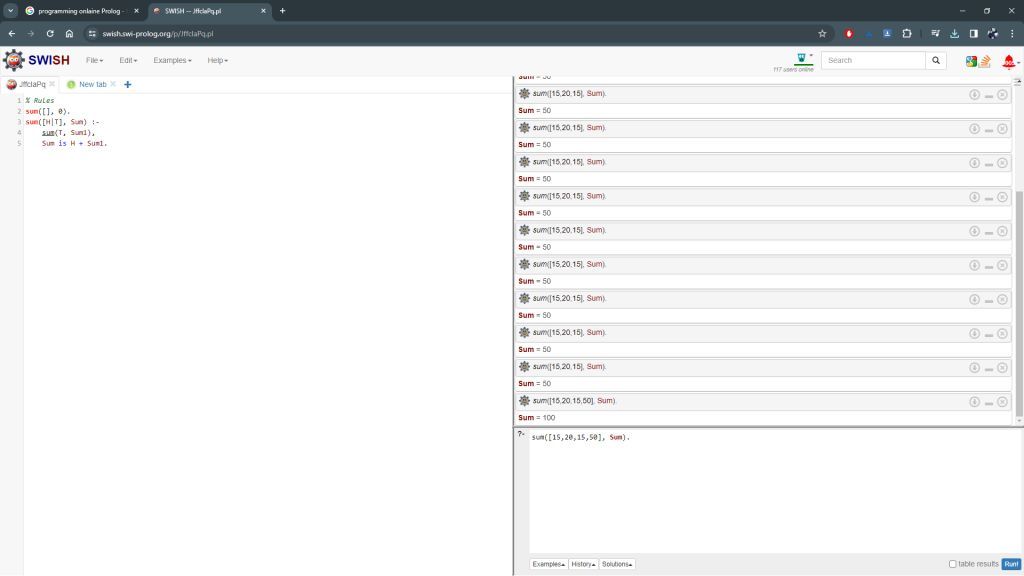 programming onlaine Prolog -
SWISH -- JffclaPq.pl
swish.swi-prolog.org/p/JffclaPq.pl
SWISH
File
Edit
Examples
Help
117 users online
Search
JffclaPq
New tab
1 % Rules
2 sum([], 0).
3 sum([H|T], Sum) :-
4 sum(T, Sum1),
5 Sum is H + Sum1.
Sum = 50
sum([15,20,15], Sum).
Sum = 50
sum([15,20,15], Sum).
Sum = 50
sum([15,20,15], Sum).
Sum = 50
sum([15,20,15], Sum).
Sum = 50
sum([15,20,15], Sum).
Sum = 50
sum([15,20,15], Sum).
Sum = 50
sum([15,20,15], Sum).
Sum = 50
sum([15,20,15], Sum).
Sum = 50
sum([15,20,15], Sum).
Sum = 50
sum([15,20,15,50], Sum).
Sum = 100
?- sum([15,20,15,50], Sum).
Examples
History
Solutions
table results
Run!